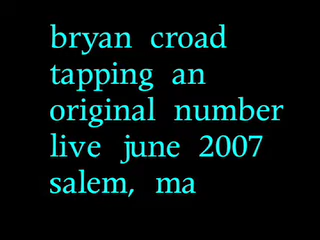 bryan croad
tapping an
original number
live june 2007
salem, ma